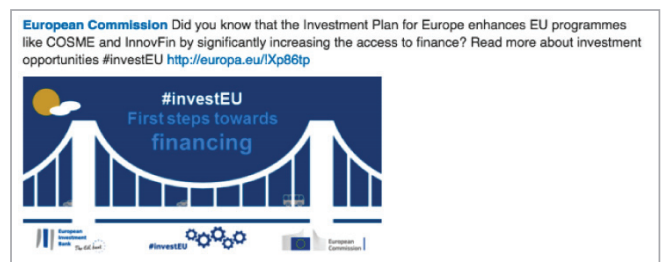 European Commission Did you know that the Investment Plan for Europe enhances EU programmes
like COSME and InnovFin by significantly increasing the access to finance? Read more about investment
opportunities #investEU http://europa.eu/!Xp86tp
#investEU
First steps towards
financing
European
Investment
Bank
The EU bank
#investEU
European
Commission